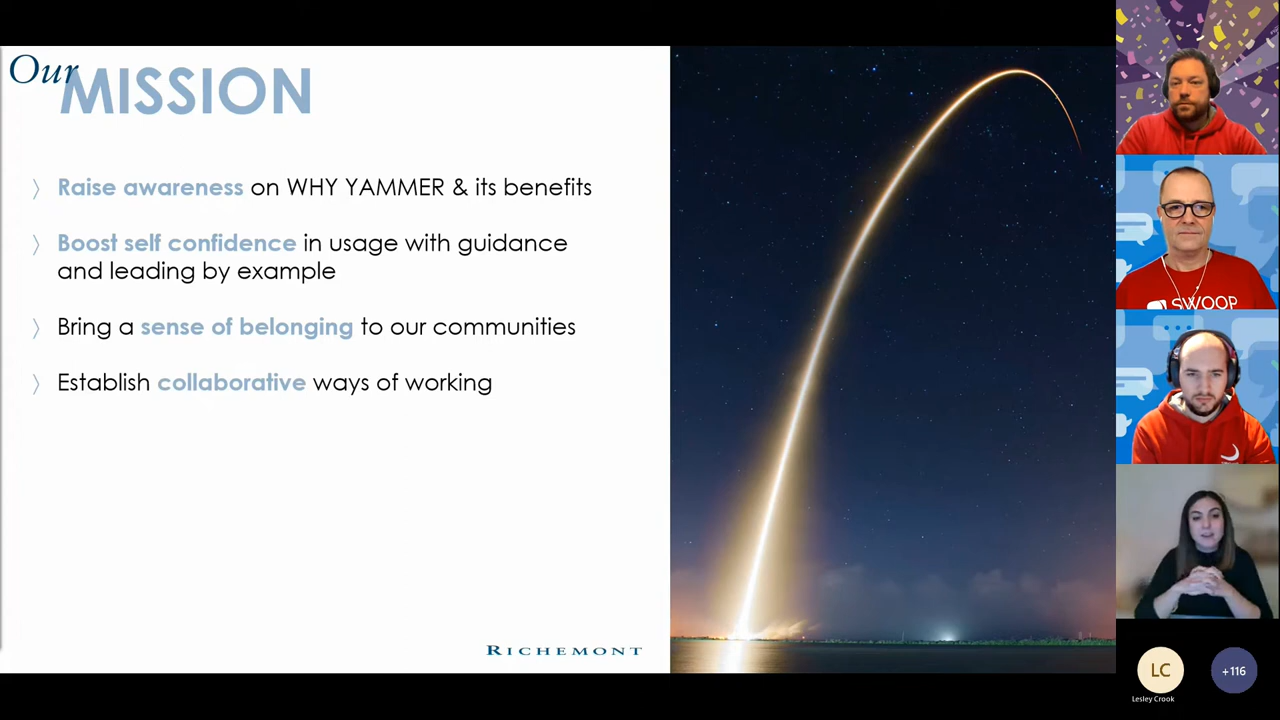 Our
MISSION
Raise awareness on WHY YAMMER & its benefits
Boost self confidence in usage with guidance
and leading by example
Bring a sense of belonging to our communities
Establish collaborative ways of working
RICHEMONT
SWOOP
LC
+116
Lesley Crook